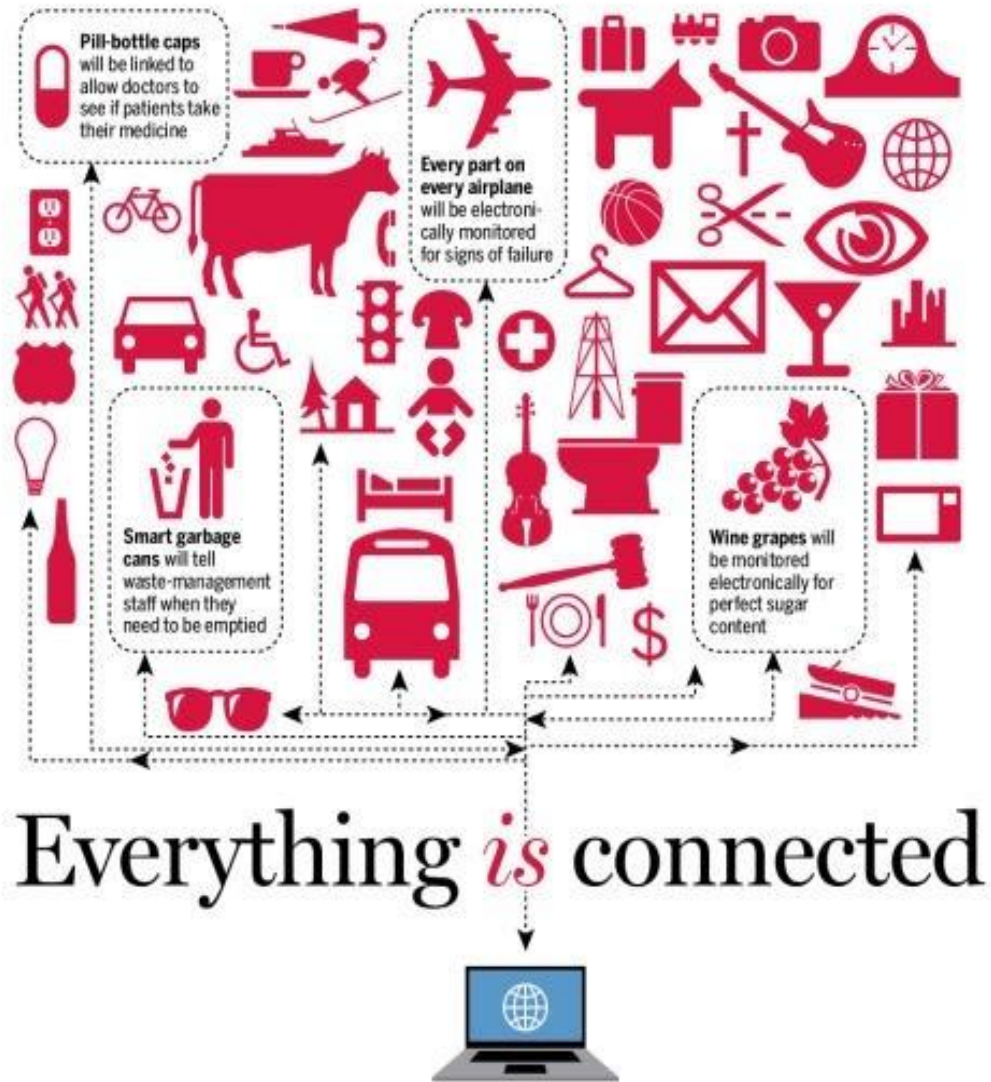 Pill-bottle caps
will be linked to
allow doctors to
see if patients take
their medicine
Every part on
every airplane
will be electroni-
cally monitored
for signs of failure
Smart garbage
cans will tell
waste-management
staff when they
need to be emptied
Wine grapes will
be monitored
electronically for
perfect sugar
content
$
Everything is connected